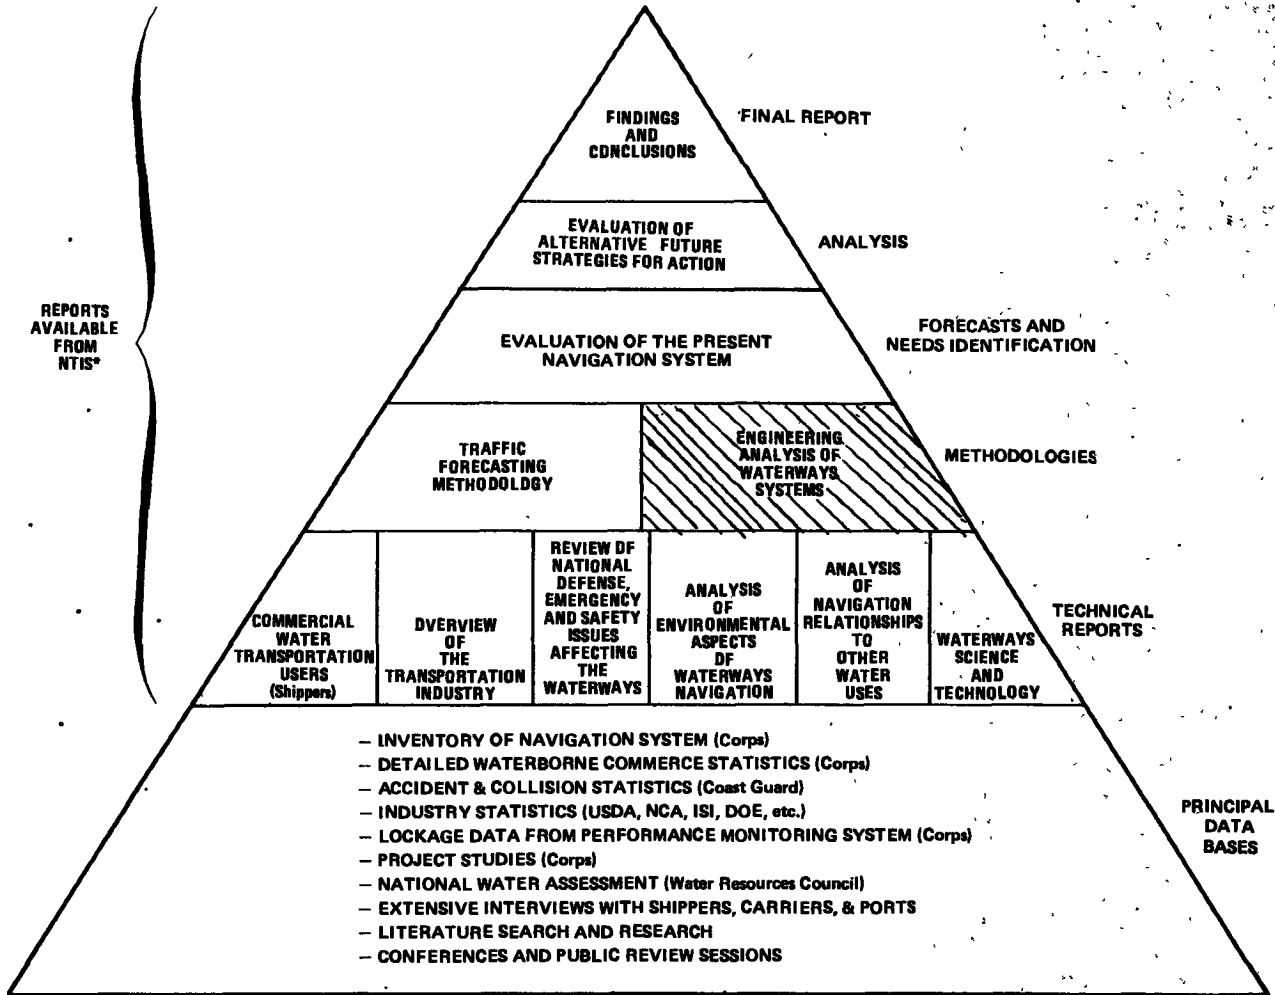 FINDINGS
AND
CONCLUSIONS
FINAL REPORT
EVALUATION OF
ALTERNATIVE FUTURE
STRATEGIES FOR ACTION
ANALYSIS
REPORTS
AVAILABLE
FROM
NTIS*
EVALUATION OF THE PRESENT
NAVIGATION SYSTEM
FORECASTS AND
NEEDS IDENTIFICATION
TRAFFIC
FORECASTING
METHODOLOGY
ENGINEERING
ANALYSIS OF
WATERWAYS
SYSTEMS
METHODOLOGIES
COMMERCIAL
WATER
TRANSPORTATION
USERS
(Shippers)
OVERVIEW
OF
THE
TRANSPORTATION
INDUSTRY
REVIEW OF
NATIONAL
DEFENSE,
EMERGENCY
AND SAFETY
ISSUES
AFFECTING
THE
WATERWAYS
ANALYSIS
OF
ENVIRONMENTAL
ASPECTS
OF
WATERWAYS
NAVIGATION
ANALYSIS
OF
NAVIGATION
RELATIONSHIPS
TO
OTHER
WATER
USES
WATERWAYS
SCIENCE
AND
TECHNOLOGY
TECHNICAL
REPORTS
– INVENTORY OF NAVIGATION SYSTEM (Corps)
– DETAILED WATERBORNE COMMERCE STATISTICS (Corps)
– ACCIDENT & COLLISION STATISTICS (Coast Guard)
– INDUSTRY STATISTICS (USDA, NCA, ISI, DOE, etc.)
– LOCKAGE DATA FROM PERFORMANCE MONITORING SYSTEM (Corps)
– PROJECT STUDIES (Corps)
– NATIONAL WATER ASSESSMENT (Water Resources Council)
– EXTENSIVE INTERVIEWS WITH SHIPPERS, CARRIERS, & PORTS
– LITERATURE SEARCH AND RESEARCH
– CONFERENCES AND PUBLIC REVIEW SESSIONS
PRINCIPAL
DATA
BASES